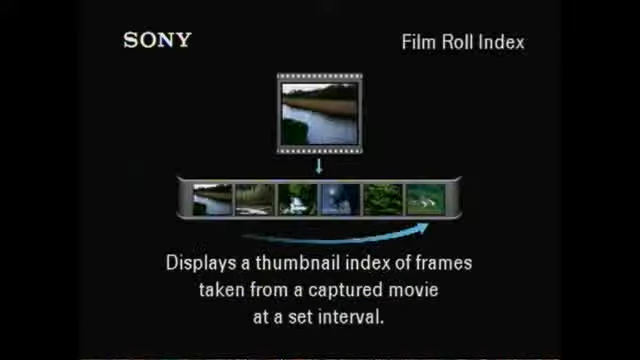 SONY
Film Roll Index
Displays a thumbnail index of frames
taken from a captured movie
at a set interval.